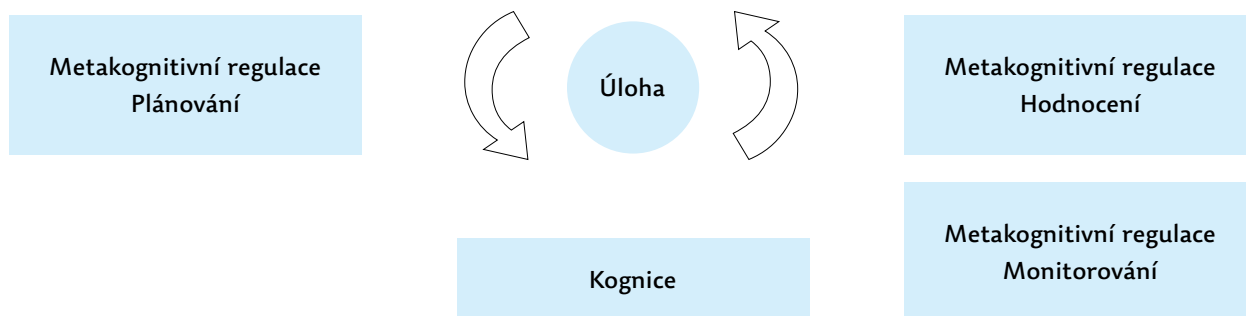 Metakognitivní regulace
Plánování
Úloha
Metakognitivní regulace
Hodnocení
Kognice
Metakognitivní regulace
Monitorování